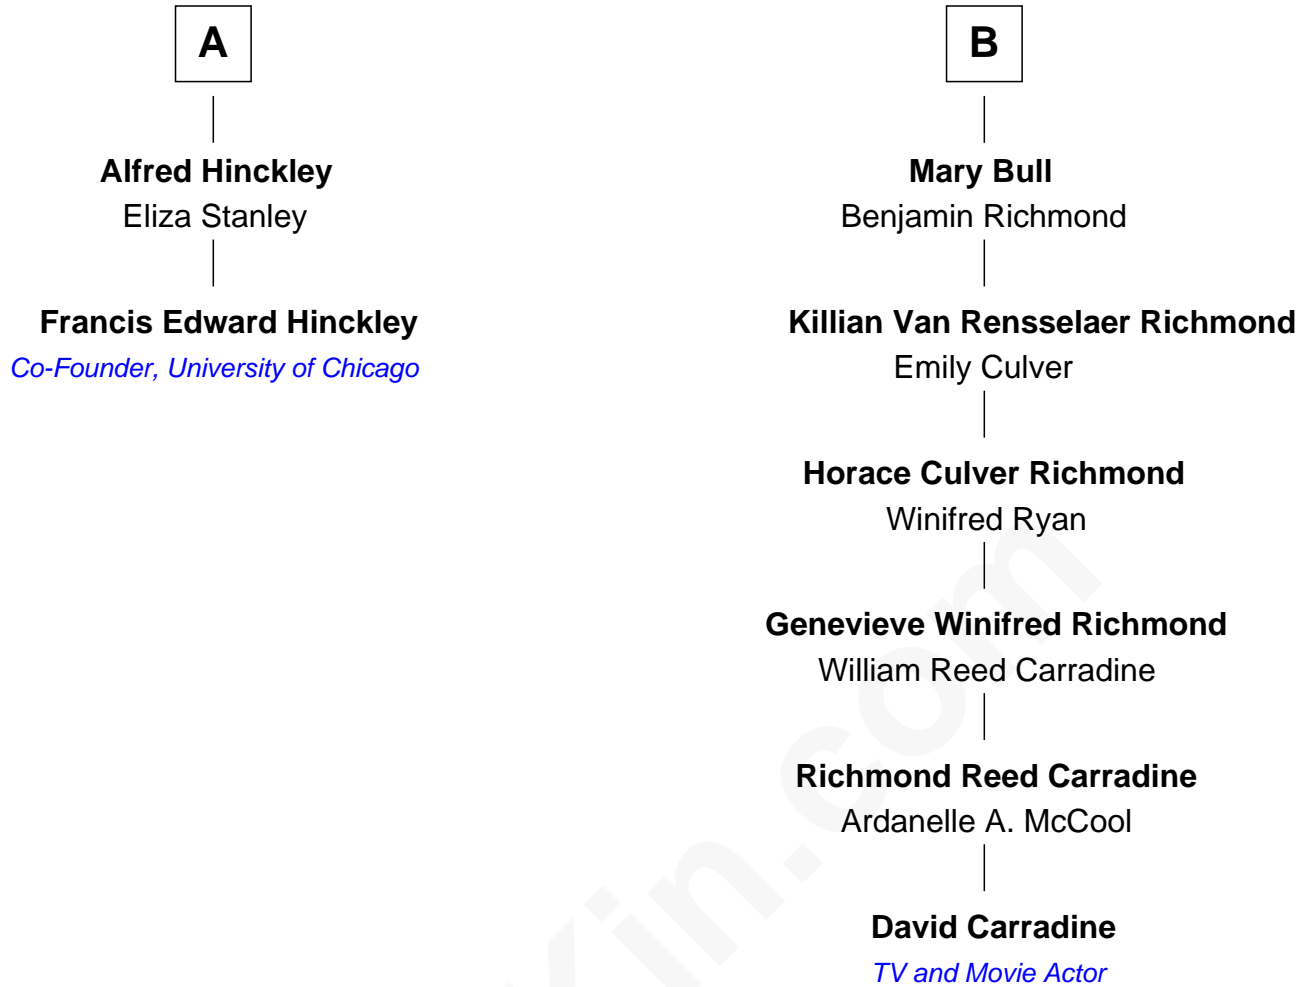 A
Alfred Hinckley
Eliza Stanley
Francis Edward Hinckley
Co-Founder, University of Chicago
B
Mary Bull
Benjamin Richmond
Killian Van Rensselaer Richmond
Emily Culver
Horace Culver Richmond
Winifred Ryan
Genevieve Winifred Richmond
William Reed Carradine
Richmond Reed Carradine
Ardanelle A. McCool
David Carradine
TV and Movie Actor
Kin.com